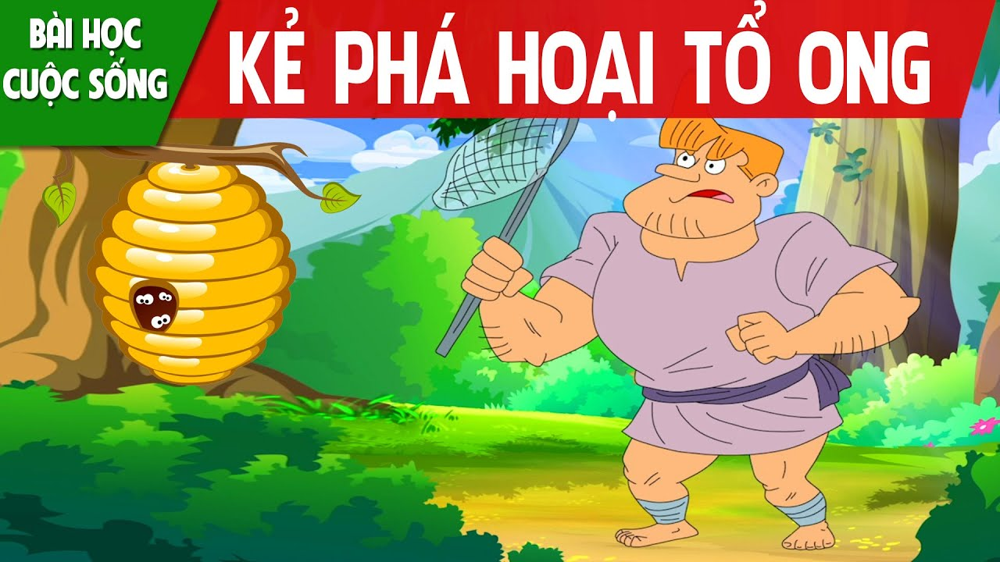 BÀI HỌC
CUỘC SỐNG
KẺ PHÁ HOẠI TỔ ONG